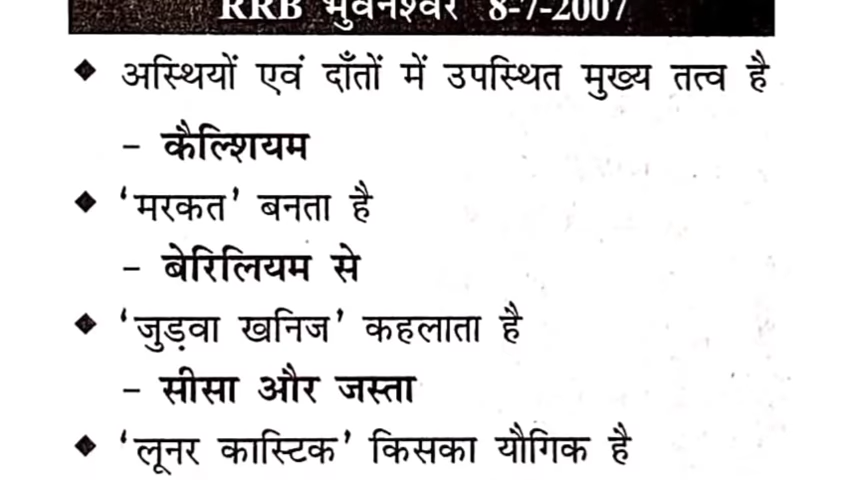 RRB भुवनेश्वर 8-7-2007
◆ अस्थियों एवं दाँतों में उपस्थित मुख्य तत्व है
– कैल्शियम
◆ 'मरकत' बनता है
– बेरिलियम से
◆ 'जुड़वा खनिज' कहलाता है
– सीसा और जस्ता
◆ 'लूनर कास्टिक' किसका यौगिक है